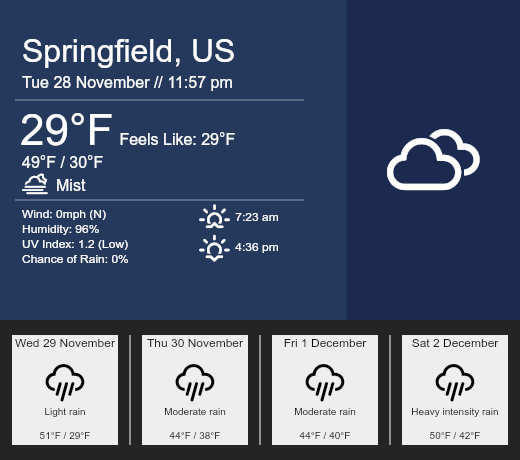 Springfield, US
Tue 28 November // 11:57 pm
29°F Feels Like: 29°F
49°F / 30°F
Mist
Wind: 0mph (N)
Humidity: 96%
UV Index: 1.2 (Low)
Chance of Rain: 0%
7:23 am
4:36 pm
Wed 29 November
Light rain
51°F / 29°F
Thu 30 November
Moderate rain
44°F / 38°F
Fri 1 December
Moderate rain
44°F / 40°F
Sat 2 December
Heavy intensity rain
50°F / 42°F